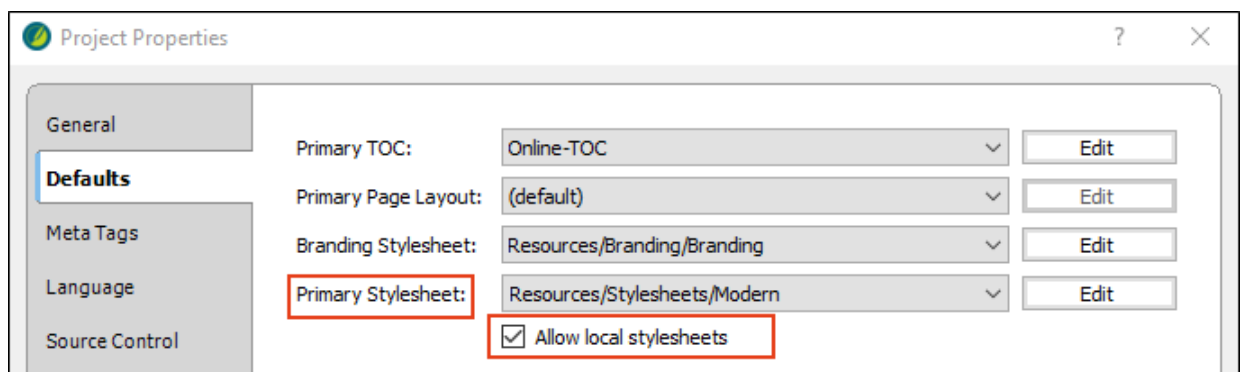 Project Properties ?
General
Defaults
Meta Tags
Language
Source Control
Primary TOC: Online-TOC Edit
Primary Page Layout: (default) Edit
Branding Stylesheet: Resources/Branding/Branding Edit
Primary Stylesheet: Resources/Stylesheets/Modern Edit
Allow local stylesheets